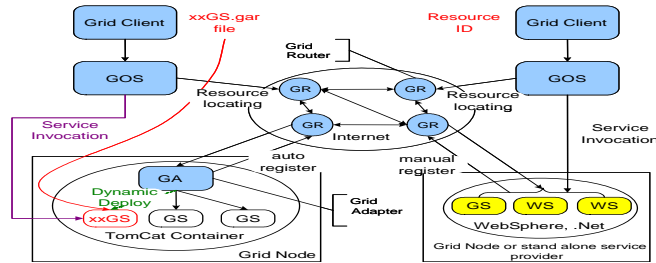 Grid Client
xxGS.gar
file
Resource
ID
Grid Client
Grid
Router
GOS
GOS
GR
GR
Resource
locating
Resource
locating
Service
Invocation
GR
GR
Internet
Service
Invocation
auto
register
manual
register
GA
Dynamic
Deploy
Grid
Adapter
xxGS
GS
GS
GS
WS
WS
TomCat Container
WebSphere, .Net
Grid Node
Grid Node or stand alone service
provider